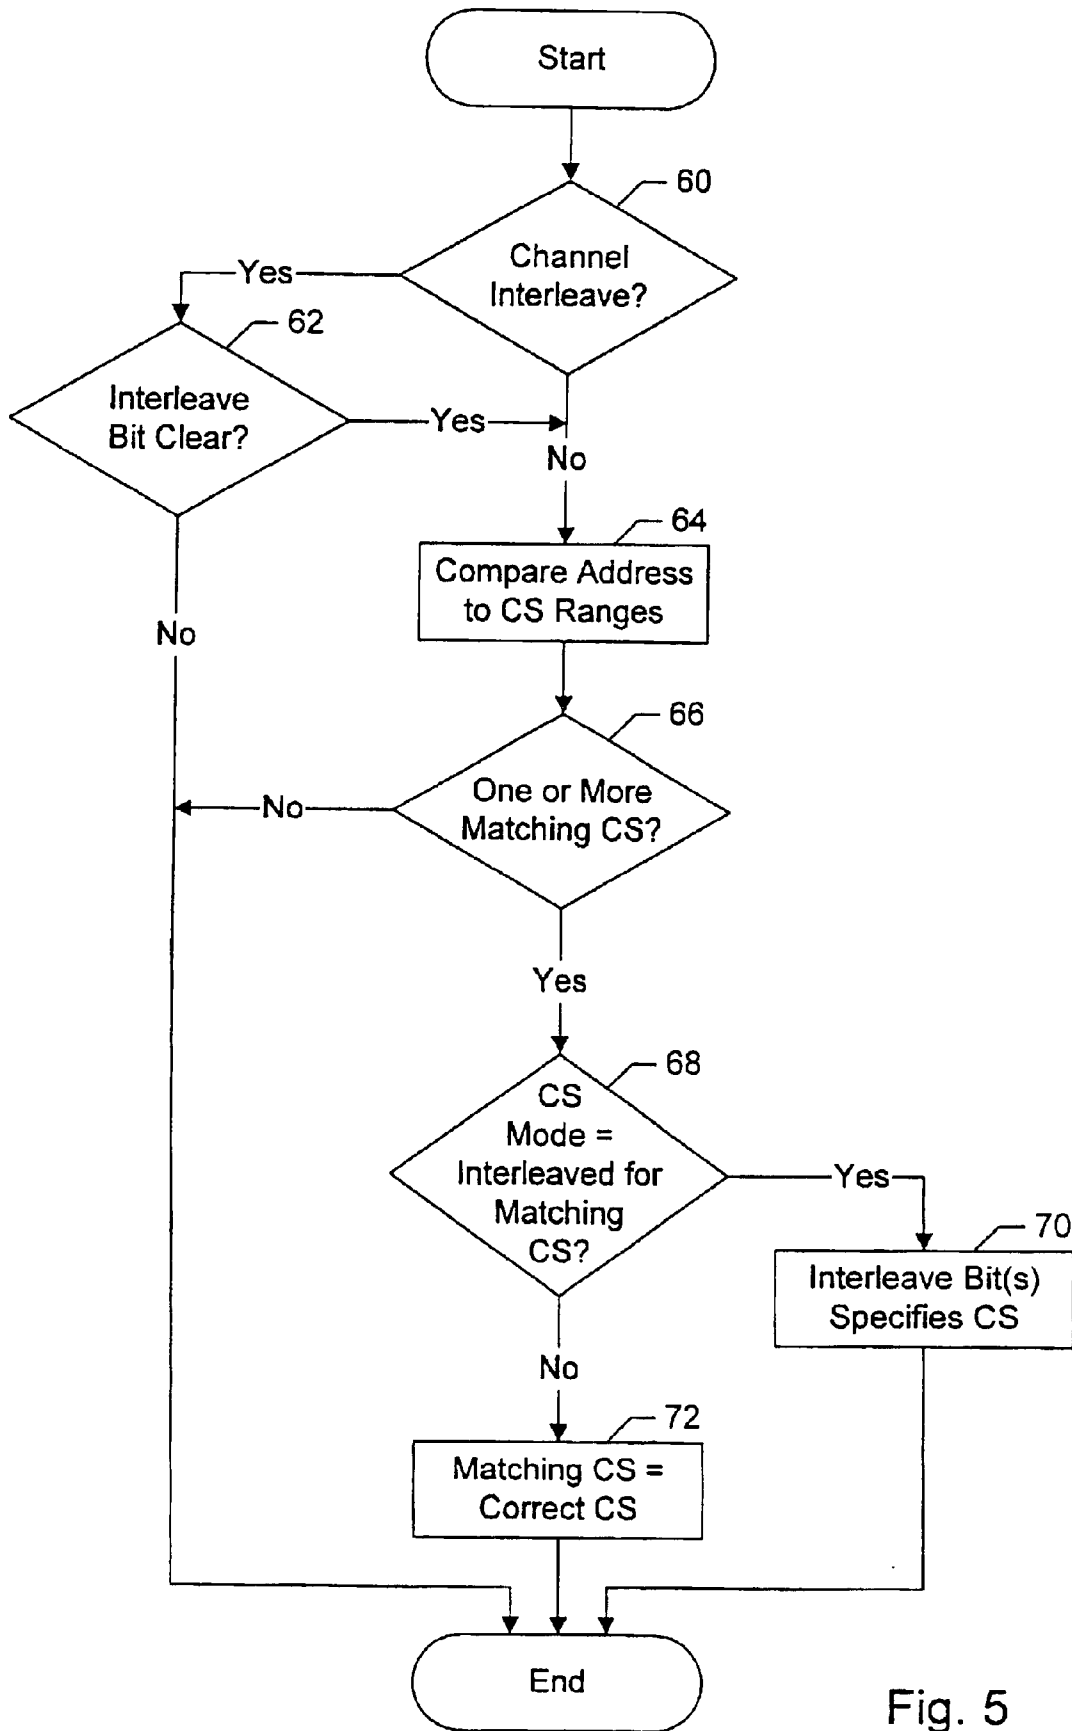 Start
60
Channel
Interleave?
Yes
62
Interleave
Bit Clear?
Yes
No
64
Compare Address
to CS Ranges
No
66
One or More
Matching CS?
No
Yes
68
CS
Mode =
Interleaved for
Matching
CS?
Yes
70
Interleave Bit(s)
Specifies CS
No
72
Matching CS =
Correct CS
End
Fig. 5